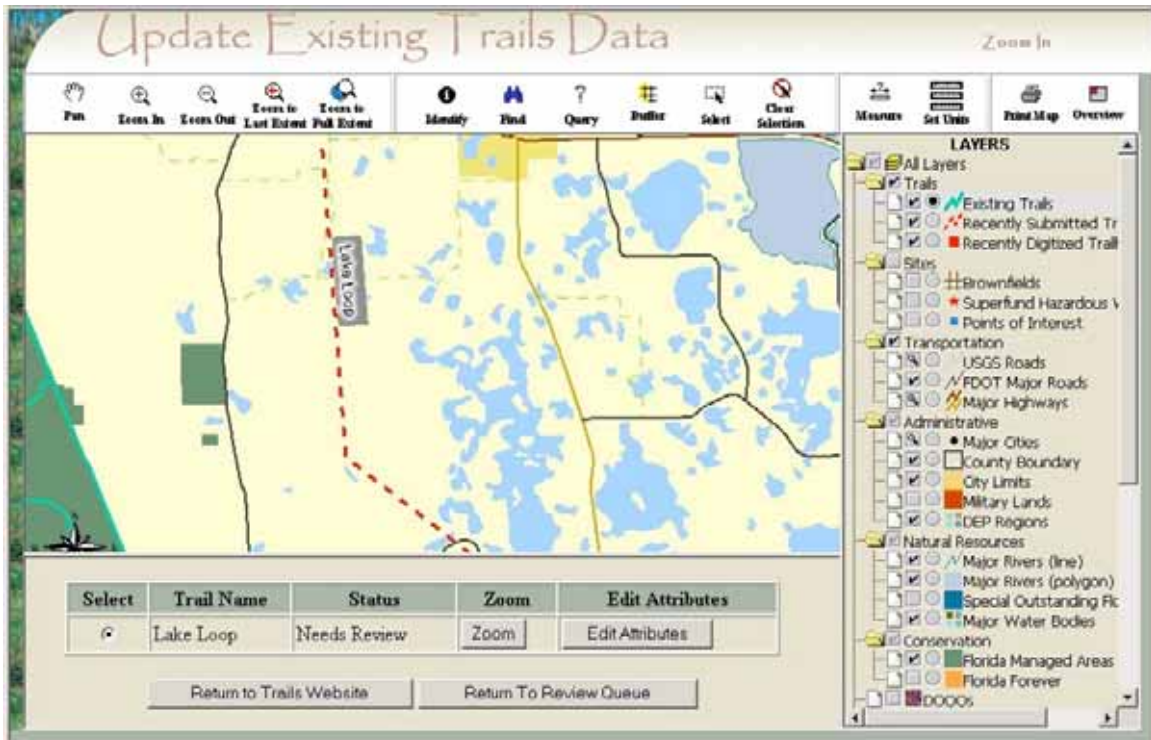 Update Existing Trails Data
Zoom In
Pan
Zoom In
Zoom Out
Zoom to Last Extent
Zoom to Full Extent
Identify
Find
Query
Buffer
Select
Clear Selection
Measure
Set Units
Print Map
Overview
Lake Loop
LAYERS
All Layers
Trails
Existing Trails
Recently Submitted Tr
Recently Digitized Trail
Sites
Brownfields
Superfund Hazardous W
Points of Interest
Transportation
USGS Roads
FDOT Major Roads
Major Highways
Administrative
Major Cities
County Boundary
City Limits
Military Lands
DEP Regions
Natural Resources
Major Rivers (line)
Major Rivers (polygon)
Special Outstanding Flo
Major Water Bodies
Conservation
Florida Managed Areas
Florida Forever
DOQQs
Select Trail Name Status Zoom Edit Attributes
Lake Loop Needs Review Zoom Edit Attributes
Return to Trails Website Return To Review Queue